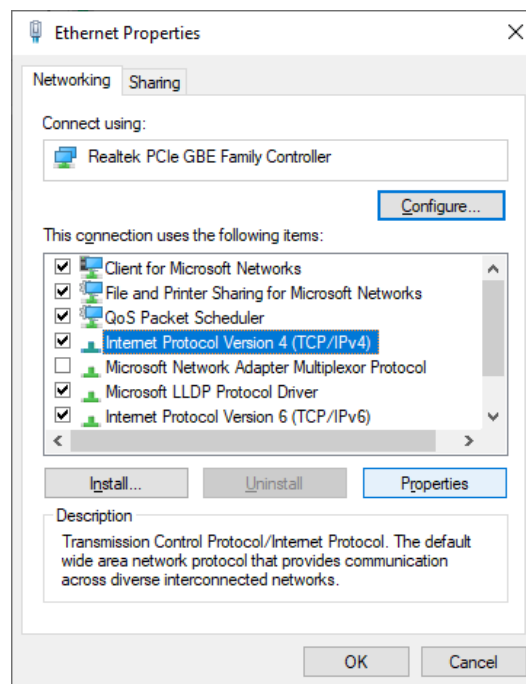 Ethernet Properties
Networking
Sharing
Connect using:
Realtek PCIe GBE Family Controller
Configure...
This connection uses the following items:
Client for Microsoft Networks
File and Printer Sharing for Microsoft Networks
QoS Packet Scheduler
Internet Protocol Version 4 (TCP/IPv4)
Microsoft Network Adapter Multiplexor Protocol
Microsoft LLDP Protocol Driver
Internet Protocol Version 6 (TCP/IPv6)
Install...
Uninstall
Properties
Description
Transmission Control Protocol/Internet Protocol. The default
wide area network protocol that provides communication
across diverse interconnected networks.
OK
Cancel